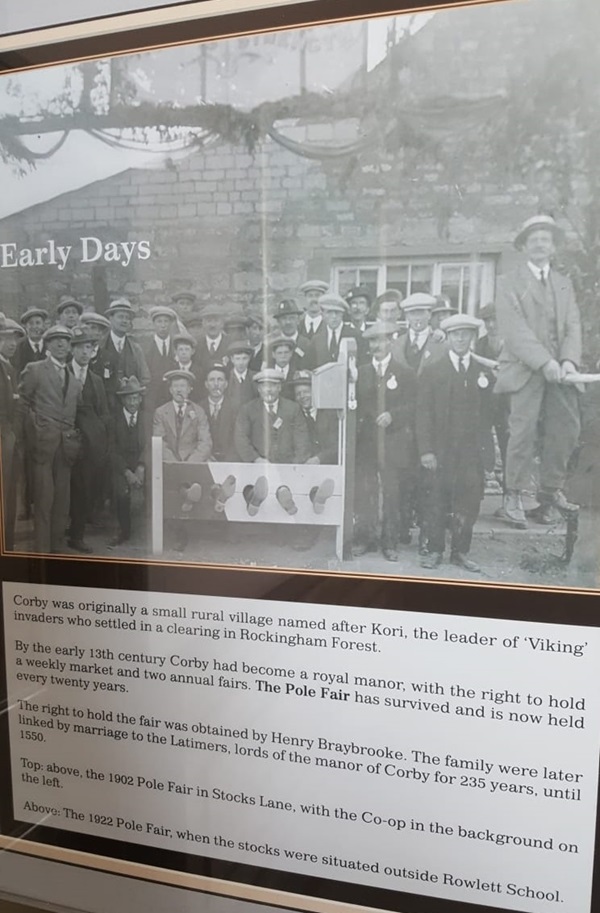 Early Days
Corby was originally a small rural village named after Kori, the leader of ‘Viking’
invaders who settled in a clearing in Rockingham Forest.
By the early 13th century Corby had become a royal manor, with the right to hold
a weekly market and two annual fairs. The Pole Fair has survived and is now held
every twenty years.
The right to hold the fair was obtained by Henry Braybrooke. The family were later
linked by marriage to the Latimers, lords of the manor of Corby for 235 years, until
1550.
Top: above, the 1902 Pole Fair in Stocks Lane, with the Co-op in the background on
the left.
Above: The 1922 Pole Fair, when the stocks were situated outside Rowlett School.